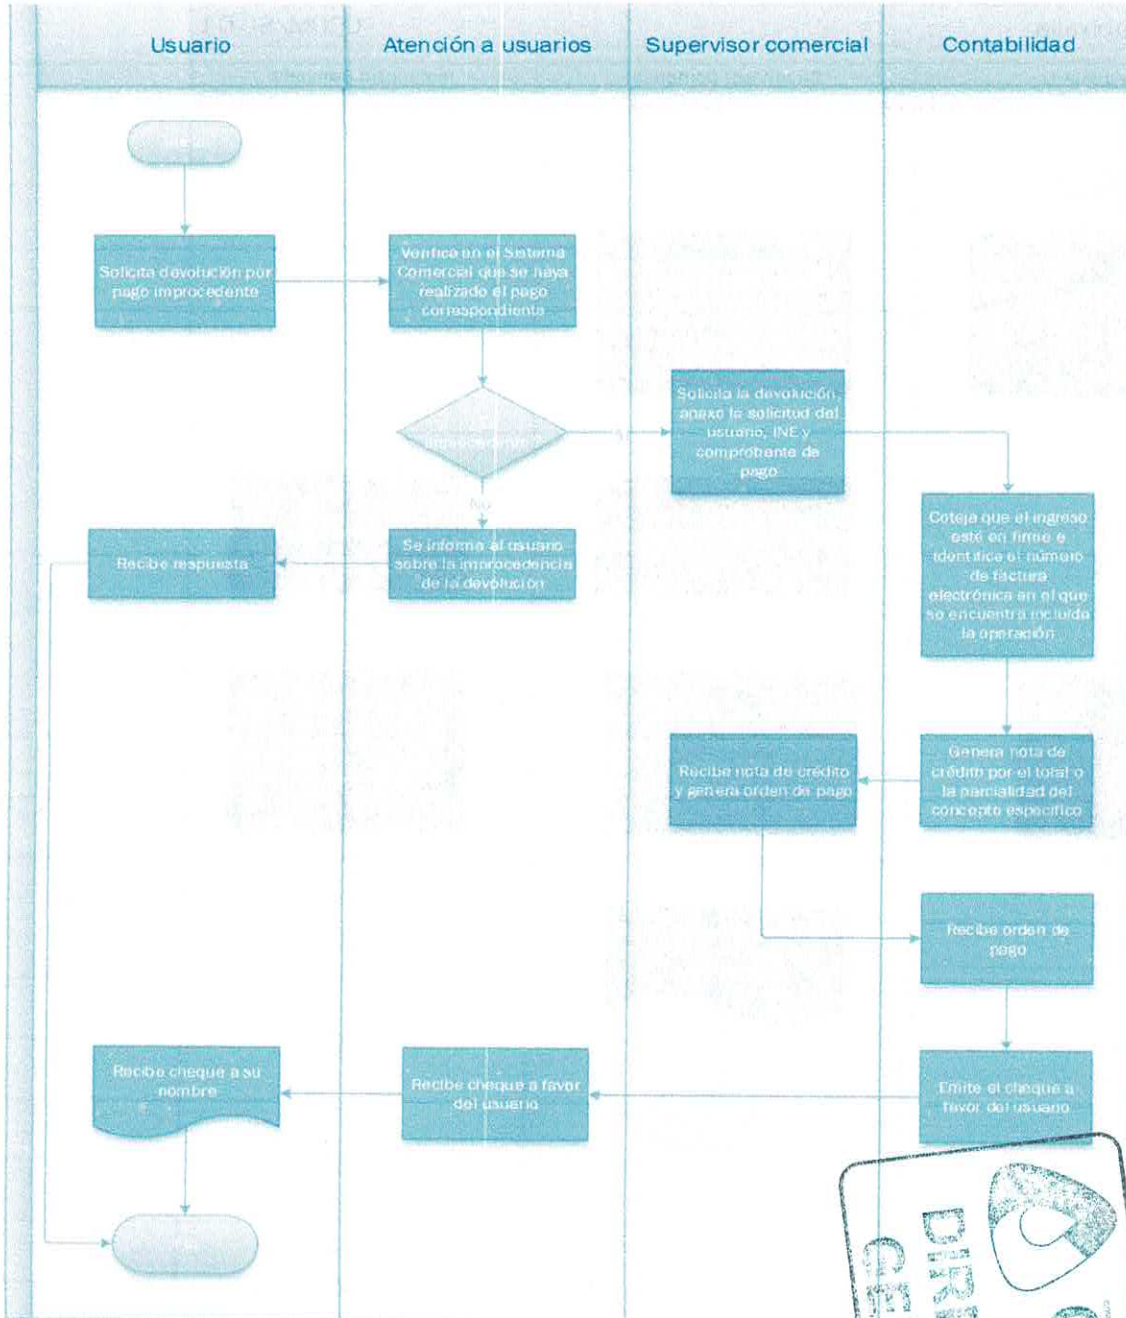 Usuario
Atención a usuarios
Supervisor comercial
Contabilidad
Solicita devolución por
pago improcedente
Verifica en el Sistema
Comercial que se haya
realizado el pago
correspondiente
improcedente?
No
Solicita la devolución,
anexo la solicitud del
usuario, INE y
comprobante de
pago
Coteja que el ingreso
esté en firme e
identifica el número
de factura
electrónica en el que
se encuentra incluida
la operación
Se informa al usuario
sobre la improcedencia
de la devolución
Recibe respuesta
Genera nota de
crédito por el total o
la parcialidad del
concepto específico
Recibe nota de crédito
y genera orden de pago
Recibe orden de
pago
Emite el cheque a
favor del usuario
Recibe cheque a favor
del usuario
Recibe cheque a su
nombre
DIRE
GE